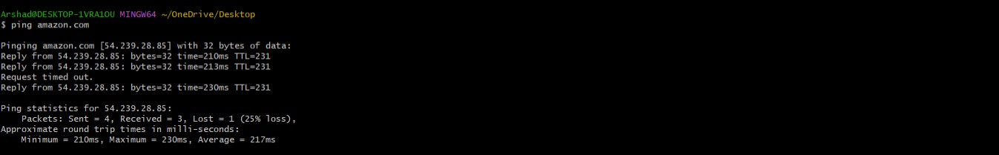 Arshad@DESKTOP-1VRA1OU MINGW64 ~/OneDrive/Desktop
$ ping amazon.com
Pinging amazon.com [54.239.28.85] with 32 bytes of data:
Reply from 54.239.28.85: bytes=32 time=210ms TTL=231
Reply from 54.239.28.85: bytes=32 time=213ms TTL=231
Request timed out.
Reply from 54.239.28.85: bytes=32 time=230ms TTL=231
Ping statistics for 54.239.28.85:
    Packets: Sent = 4, Received = 3, Lost = 1 (25% loss),
Approximate round trip times in milli-seconds:
    Minimum = 210ms, Maximum = 230ms, Average = 217ms